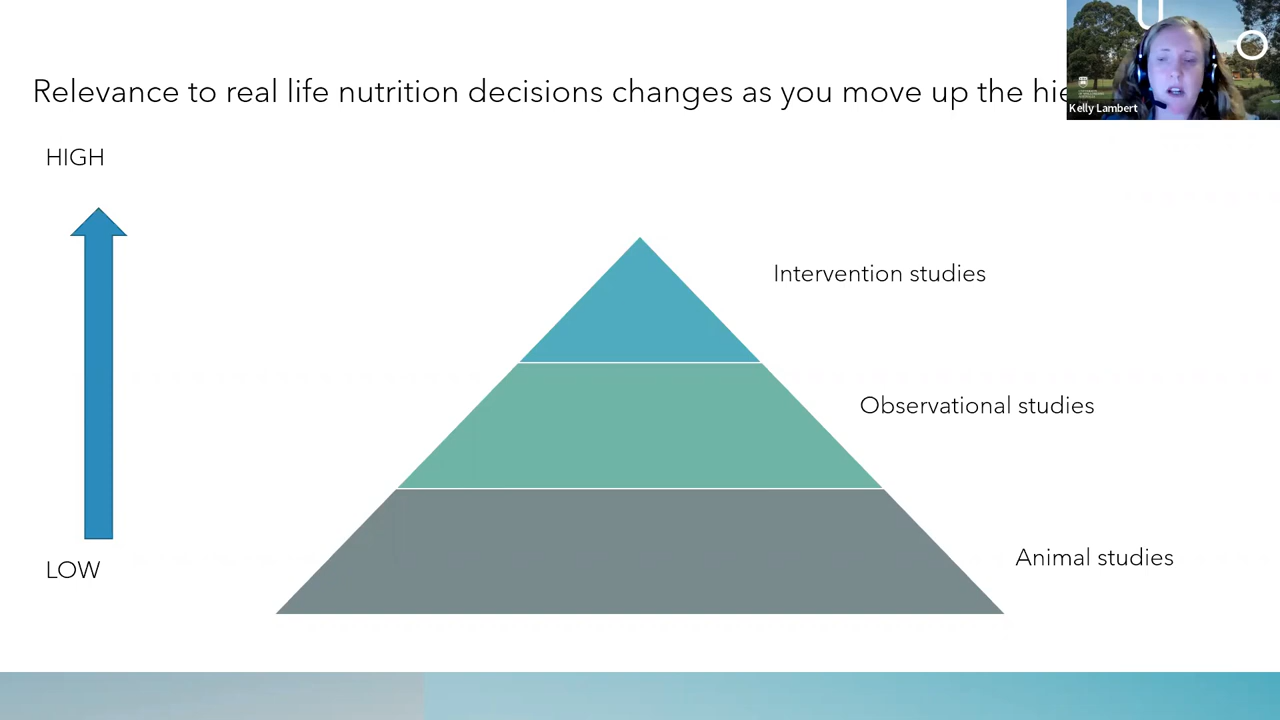 Relevance to real life nutrition decisions changes as you move up the hie
Kelly Lambert
HIGH
Intervention studies
Observational studies
Animal studies
LOW